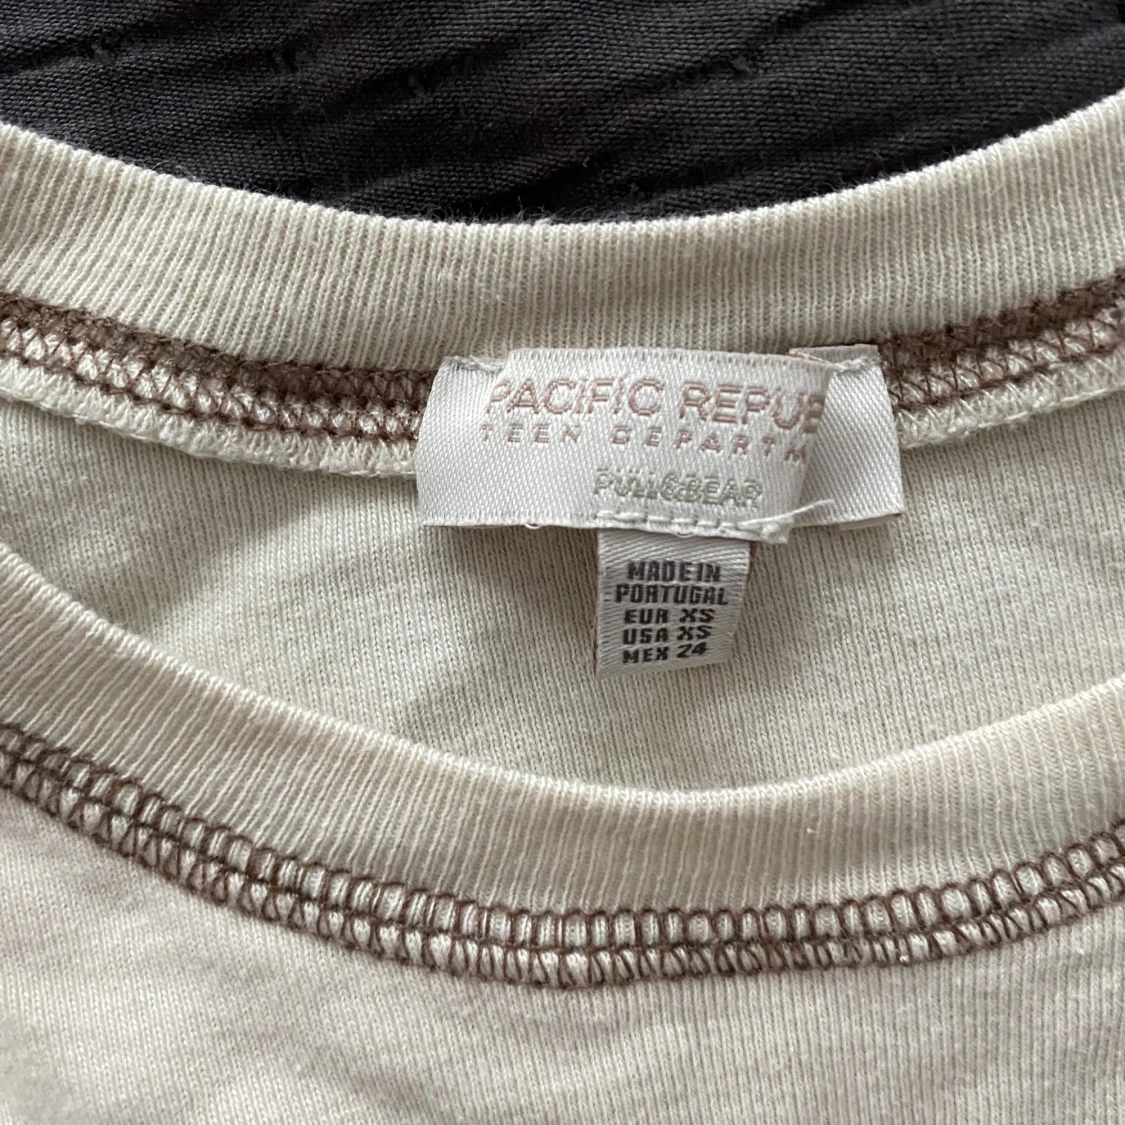 PACIFIC REPUB
TEEN DEPARTM
PULL&BEAR
MADE IN
PORTUGAL
EUR XS
USA XS
MEX 24